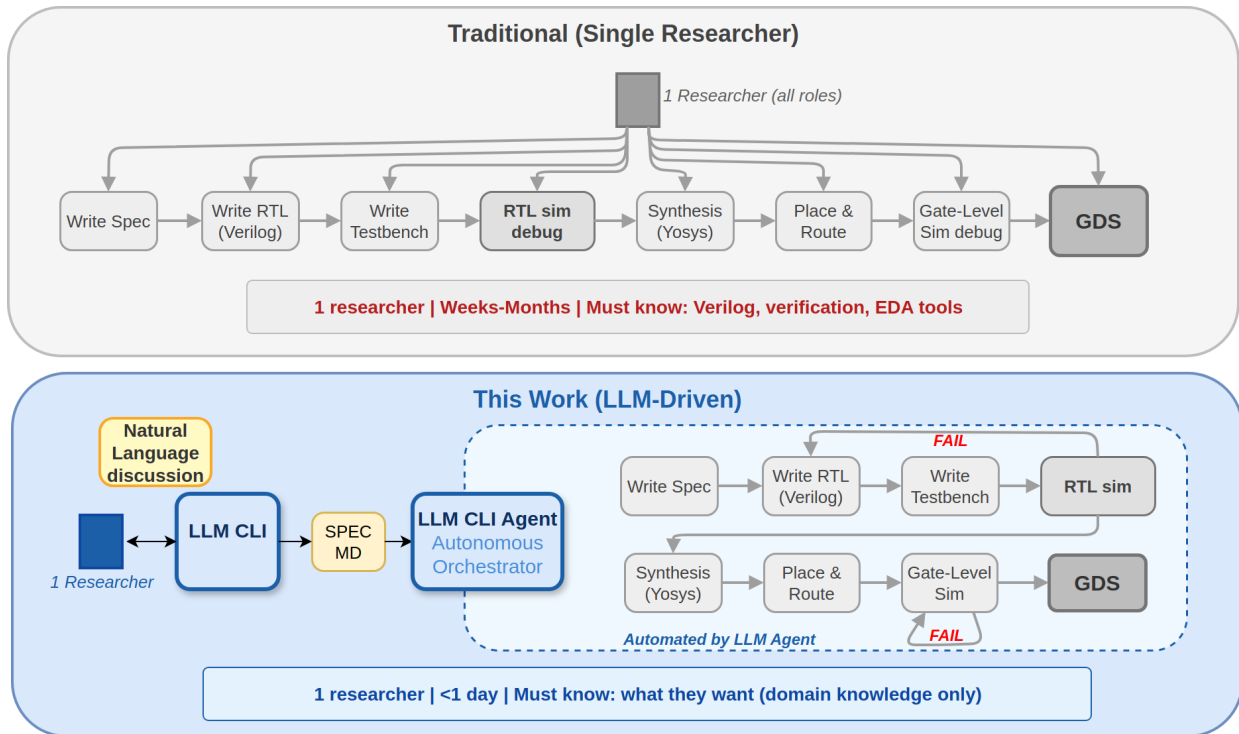 Traditional (Single Researcher)
1 Researcher (all roles)
Write Spec
Write RTL
(Verilog)
Write
Testbench
RTL sim
debug
Synthesis
(Yosys)
Place &
Route
Gate-Level
Sim debug
GDS
1 researcher | Weeks-Months | Must know: Verilog, verification, EDA tools
This Work (LLM-Driven)
Natural
Language
discussion
1 Researcher
LLM CLI
SPEC
MD
LLM CLI Agent
Autonomous
Orchestrator
FAIL
Write Spec
Write RTL
(Verilog)
Write
Testbench
RTL sim
Synthesis
(Yosys)
Place &
Route
Gate-Level
Sim
GDS
FAIL
Automated by LLM Agent
1 researcher | <1 day | Must know: what they want (domain knowledge only)